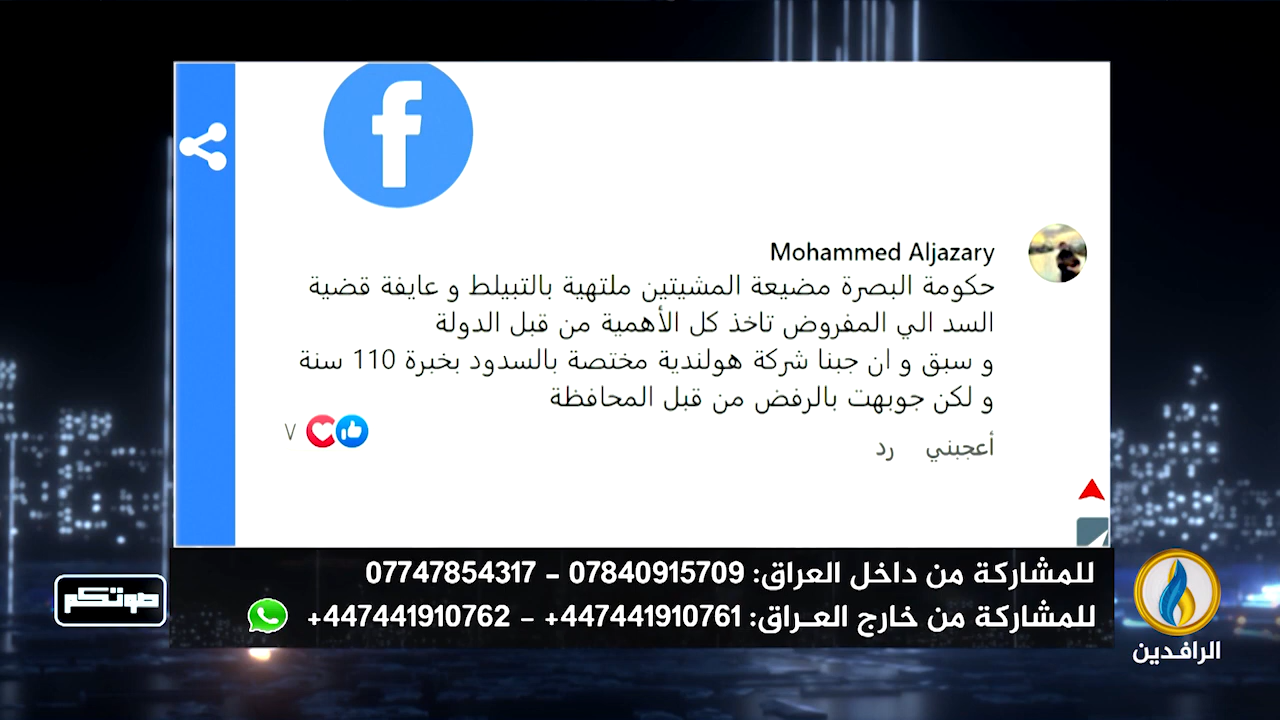 f
Mohammed Aljazary
حكومة البصرة مضيعة المشيتين ملتهية بالتبيلط و عايفة قضية
السد الي المفروض تاخذ كل الأهمية من قبل الدولة
و سبق و ان جبنا شركة هولندية مختصة بالسدود بخبرة 110 سنة
و لكن جوبهت بالرفض من قبل المحافظة
أعجبني رد ٧
للمشاركة من داخل العراق: 07840915709 – 07747854317
للمشاركة من خارج العـراق: 447441910761+ – 447441910762+
صوتكم
الرافدين